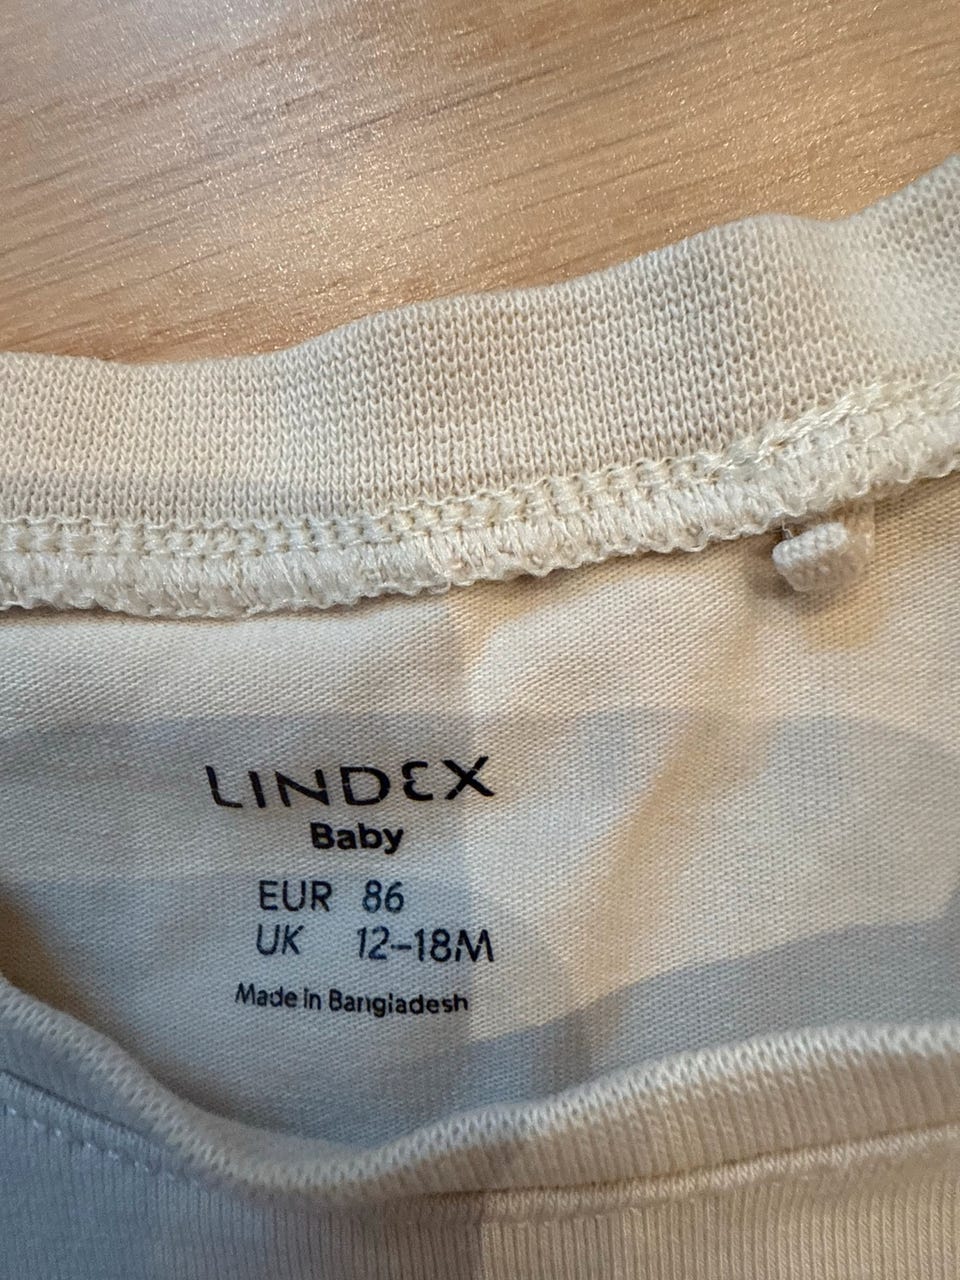 LINDEX
Baby
EUR 86
UK 12-18M
Made in Bangladesh